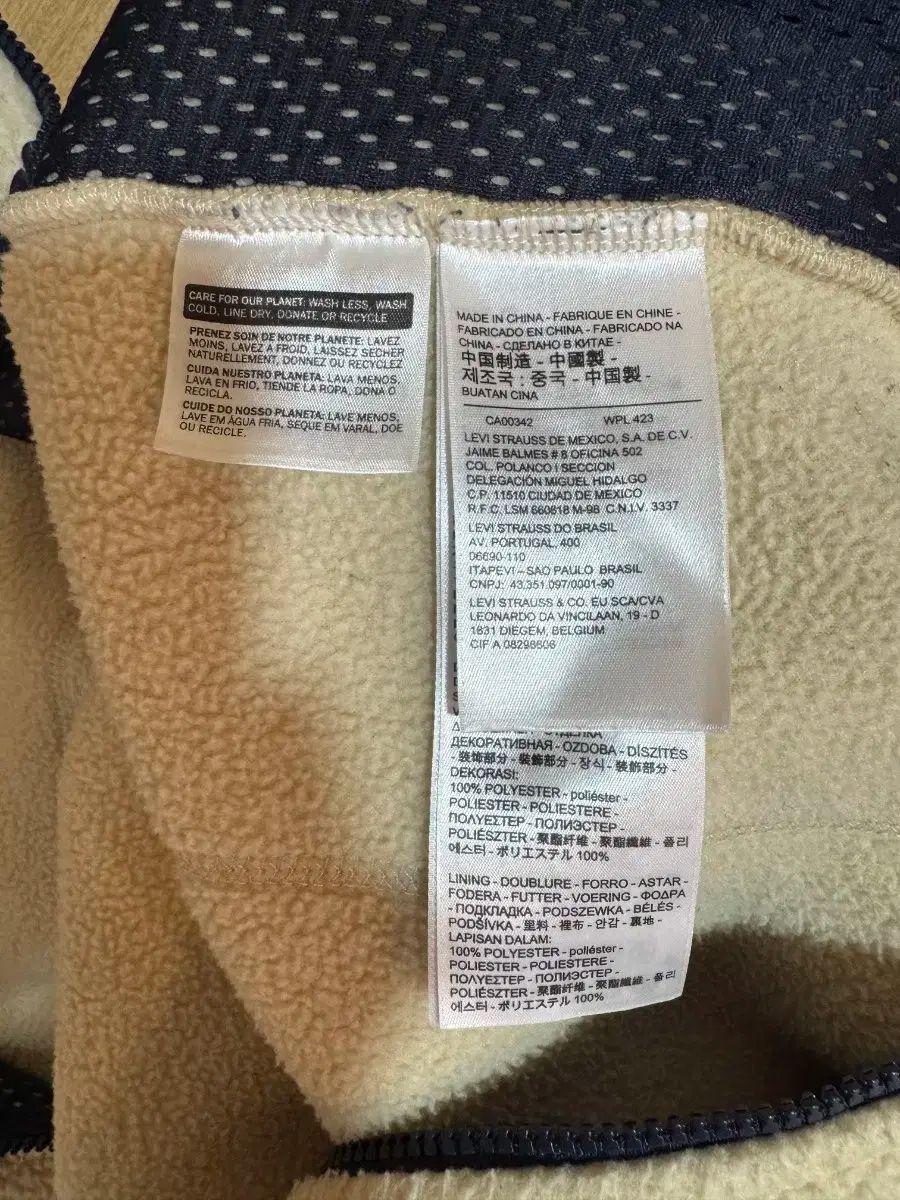 CARE FOR OUR PLANET: WASH LESS, WASH
COLD, LINE DRY, DONATE OR RECYCLE
PRENEZ SOIN DE NOTRE PLANETE: LAVEZ
MOINS, LAVEZ A FROID, LAISSEZ SECHER
NATURELLEMENT, DONNEZ OU RECYCLEZ
CUIDA NUESTRO PLANETA: LAVA MENOS,
LAVA EN FRIO, TIENDE LA ROPA, DONA O
RECICLA.
CUIDE DO NOSSO PLANETA: LAVE MENOS,
LAVE EM ÁGUA FRIA, SEQUE EM VARAL, DOE
OU RECICLE.
MADE IN CHINA - FABRIQUE EN CHINE -
FABRICADO EN CHINA - FABRICADO NA
CHINA - СДЕЛАНО В КИТАЕ -
中国制造 - 中國製 -
제조국 : 중국 - 中国製 -
BUATAN CINA
CA00342 WPL 423
LEVI STRAUSS DE MEXICO, S.A. DE C.V.
JAIME BALMES # 8 OFICINA 502
COL. POLANCO I SECCION
DELEGACIÓN MIGUEL HIDALGO
C.P. 11510 CIUDAD DE MEXICO
R.F.C. LSM 660618 M-98 C.N.I.V. 3337
LEVI STRAUSS DO BRASIL
AV. PORTUGAL, 400
06690-110
ITAPEVI – SAO PAULO BRASIL
CNPJ: 43.351.097/0001-90
LEVI STRAUSS & CO. EU SCA/CVA
LEONARDO DA VINCILAAN, 19 - D
1831 DIEGEM, BELGIUM
CIF A 08298606
ОТДЕЛКА
ДЕКОРАТИВНАЯ - OZDOBA - DÍSZÍTÉS
- 装饰部分 - 裝飾部分 - 장식 - 装飾部分 -
DEKORASI:
100% POLYESTER - poliéster -
POLIESTER - POLIESTERE -
ΠΟΛΥΕΣΤΕΡ - ПОЛИЭСТЕР -
POLIÉSZTER - 聚酯纤维 - 聚酯纖維 - 폴리
에스터 - ポリエステル 100%
LINING - DOUBLURE - FORRO - ASTAR -
FODERA - FUTTER - VOERING - ΦΟΔΡΑ
- ПОДКЛАДКА - PODSZEWKA - BÉLÉS -
PODŠÍVKA - 里料 - 裡布 - 안감 - 裏地 -
LAPISAN DALAM:
100% POLYESTER - poliéster -
POLIESTER - POLIESTERE -
ΠΟΛΥΕΣΤΕΡ - ПОЛИЭСТЕР -
POLIÉSZTER - 聚酯纤维 - 聚酯纖維 - 폴리
에스터 - ポリエステル 100%